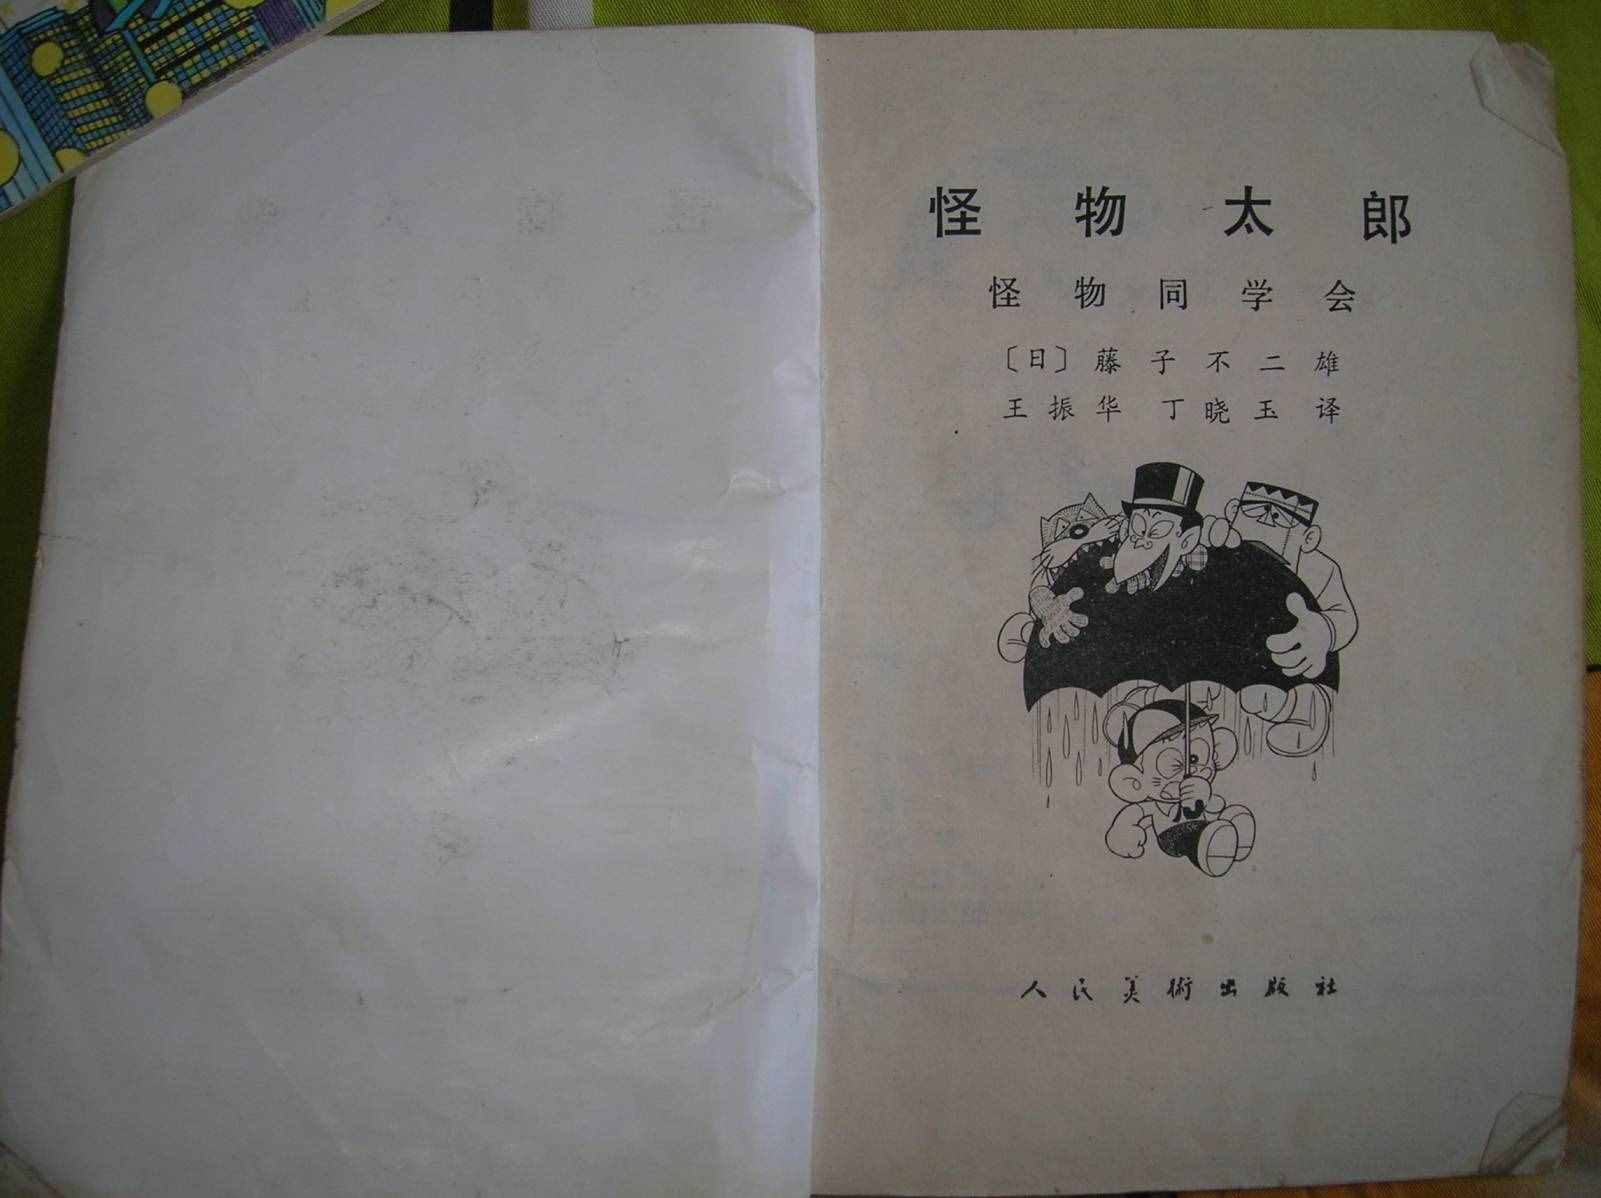 怪物太郎
怪物同学会
〔日〕藤子不二雄
王振华 丁晓玉 译
人民美術出版社